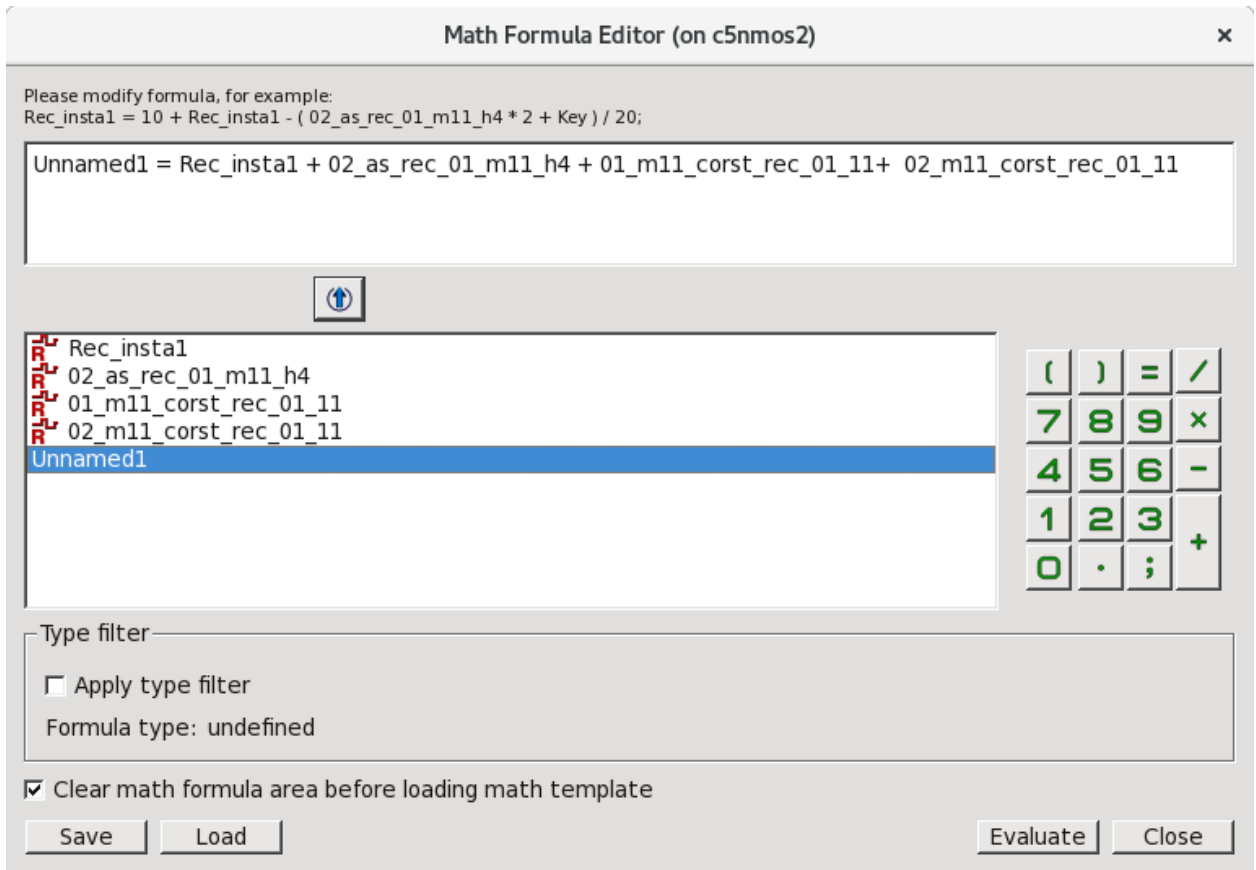 Math Formula Editor (on c5nmos2)
×
Please modify formula, for example:
Rec_insta1 = 10 + Rec_insta1 - ( 02_as_rec_01_m11_h4 * 2 + Key ) / 20;
Unnamed1 = Rec_insta1 + 02_as_rec_01_m11_h4 + 01_m11_corst_rec_01_11+  02_m11_corst_rec_01_11
R Rec_insta1
R 02_as_rec_01_m11_h4
R 01_m11_corst_rec_01_11
R 02_m11_corst_rec_01_11
Unnamed1
( ) = /
7 8 9 ×
4 5 6 -
1 2 3 +
0 . ;
Type filter
Apply type filter
Formula type: undefined
Clear math formula area before loading math template
Save Load Evaluate Close